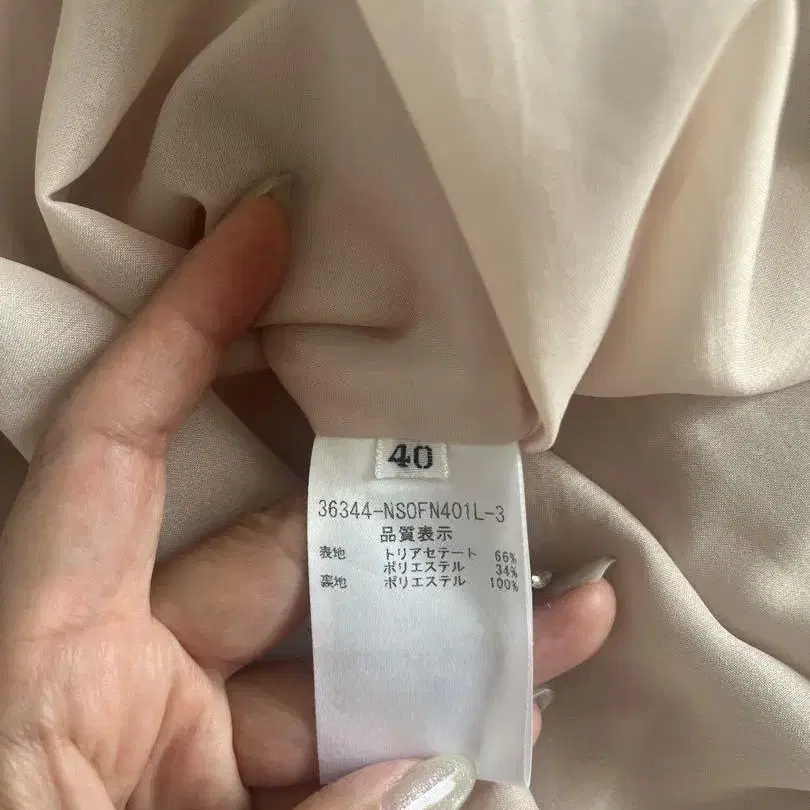 40
36344-NSOFN401L-3
品質表示
表地 トリアセテート 66%
ポリエステル 34%
裏地 ポリエステル 100%